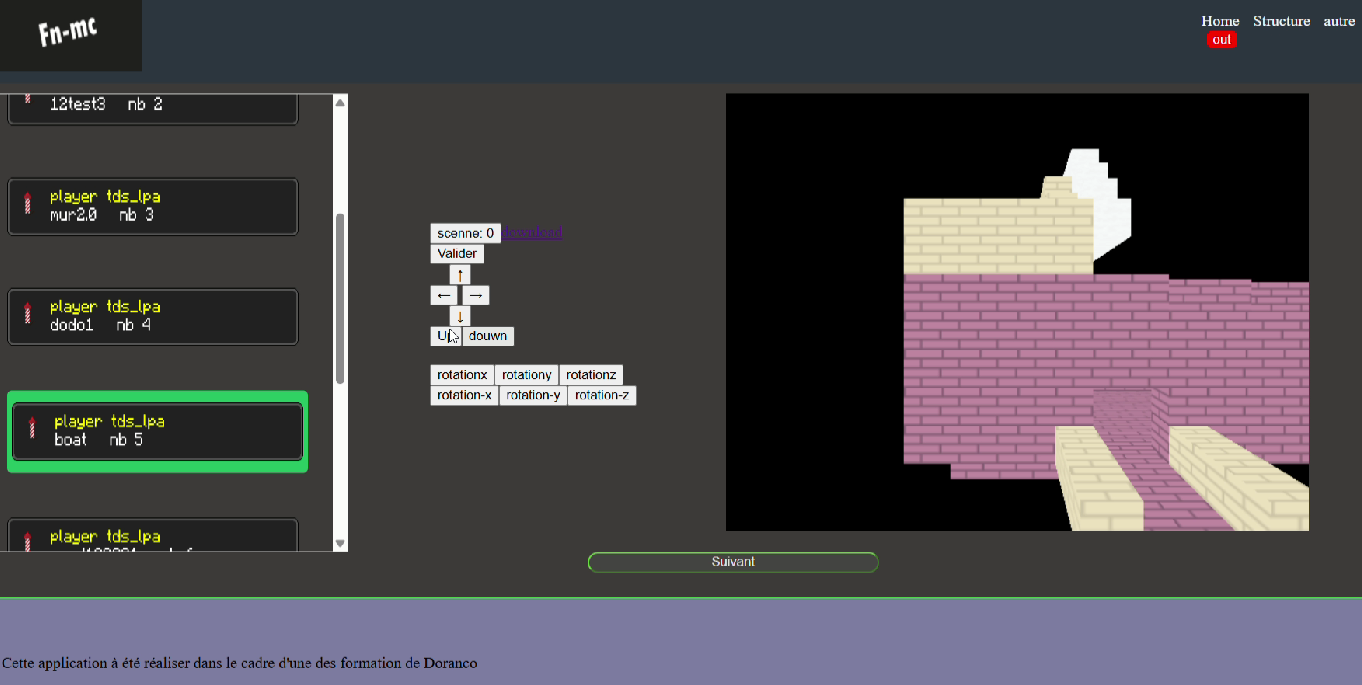 Fn-mc
Home Structure autre
out
12test3 nb 2
player tds_lpa
mur2.0 nb 3
player tds_lpa
dodo1 nb 4
player tds_lpa
boat nb 5
player tds_lpa
scenne: 0 download
Valider
↑
← →
↓
douwn
rotationx rotationy rotationz
rotation-x rotation-y rotation-z
Suivant
Cette application à été réaliser dans le cadre d'une des formation de Doranco